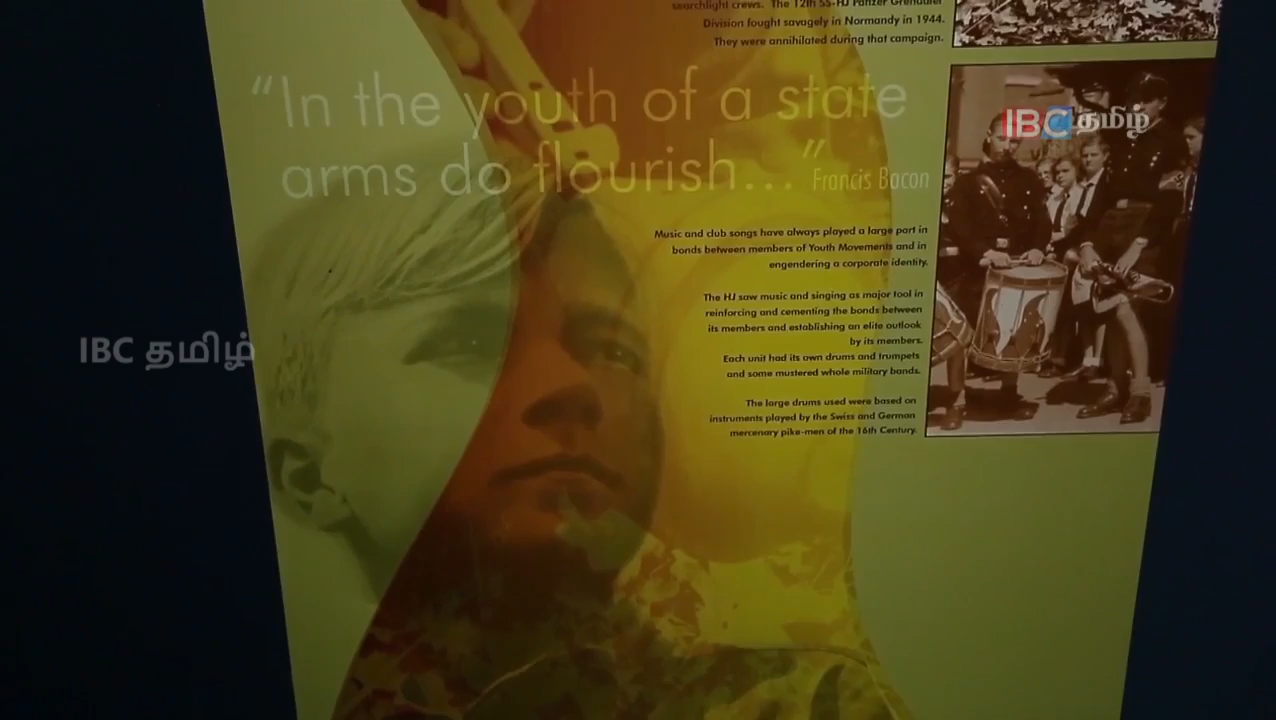 searchlight crews. The 12th SS-HJ Panzer Grenadier
Division fought savagely in Normandy in 1944.
They were annihilated during that campaign.
“In the youth of a state
arms do flourish...”
Francis Bacon
IBC தமிழ்
Music and club songs have always played a large part in
bonds between members of Youth Movements and in
engendering a corporate identity.
The HJ saw music and singing as major tool in
reinforcing and cementing the bonds between
its members and establishing an elite outlook
by its members.
Each unit had its own drums and trumpets
and some mustered whole military bands.
The large drums used were based on
instruments played by the Swiss and German
mercenary pike-men of the 16th Century.
IBC தமிழ்